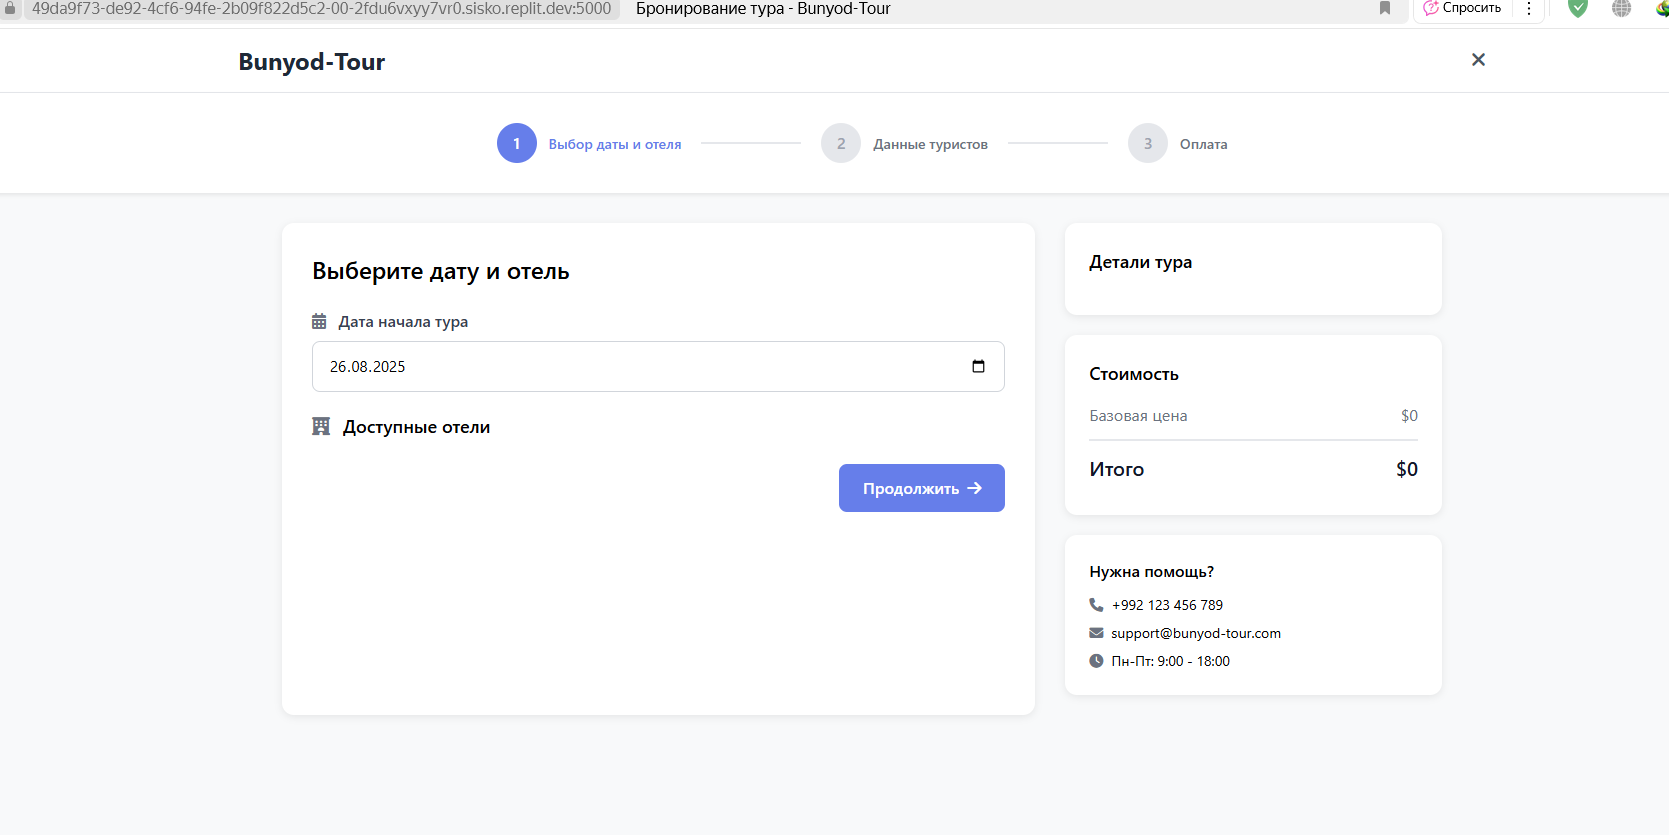 49da9f73-de92-4cf6-94fe-2b09f822d5c2-00-2fdu6vxyy7vr0.sisko.replit.dev:5000 Бронирование тура - Bunyod-Tour Спросить
Bunyod-Tour
1 Выбор даты и отеля 2 Данные туристов 3 Оплата
Выберите дату и отель
Дата начала тура
26.08.2025
Доступные отели
Продолжить
Детали тура
Стоимость
Базовая цена $0
Итого $0
Нужна помощь?
+992 123 456 789
support@bunyod-tour.com
Пн-Пт: 9:00 - 18:00